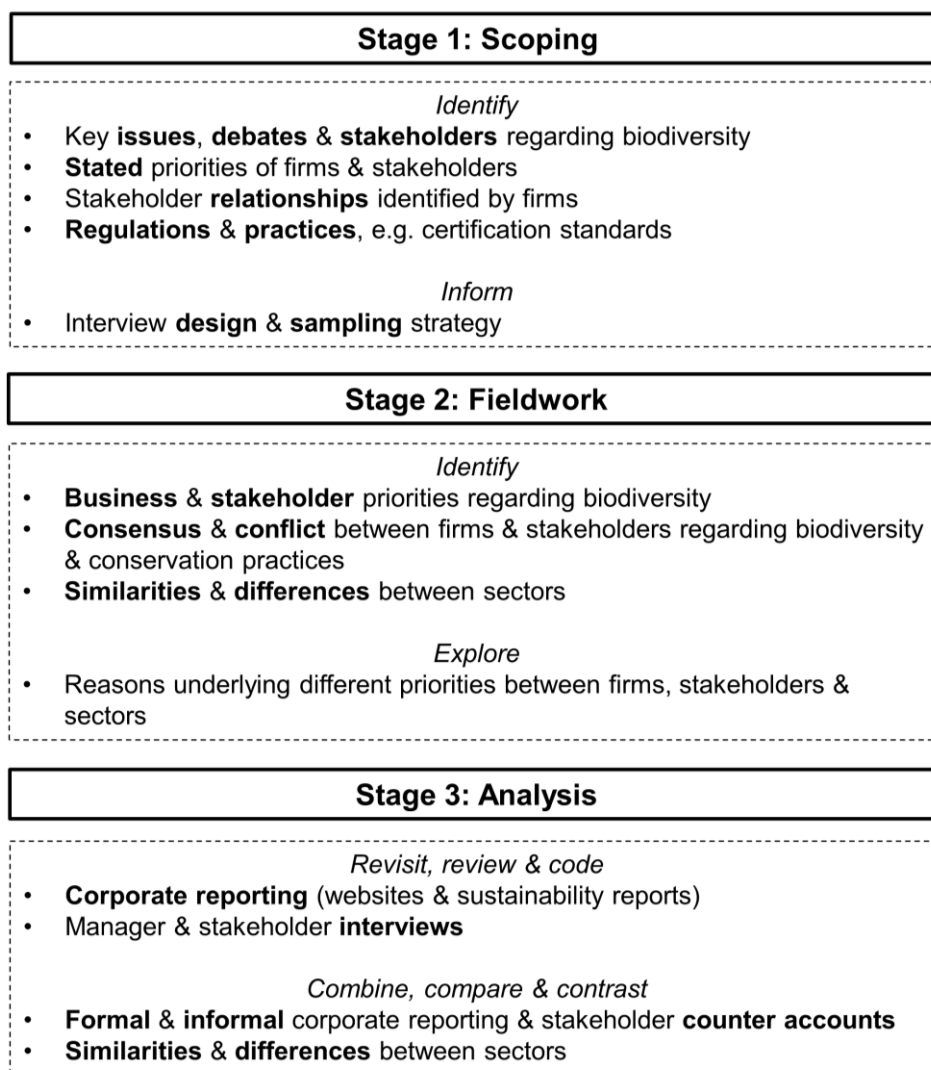 Stage 1: Scoping
Identify
• Key issues, debates & stakeholders regarding biodiversity
• Stated priorities of firms & stakeholders
• Stakeholder relationships identified by firms
• Regulations & practices, e.g. certification standards
Inform
• Interview design & sampling strategy
Stage 2: Fieldwork
Identify
• Business & stakeholder priorities regarding biodiversity
• Consensus & conflict between firms & stakeholders regarding biodiversity
& conservation practices
• Similarities & differences between sectors
Explore
• Reasons underlying different priorities between firms, stakeholders &
sectors
Stage 3: Analysis
Revisit, review & code
• Corporate reporting (websites & sustainability reports)
• Manager & stakeholder interviews
Combine, compare & contrast
• Formal & informal corporate reporting & stakeholder counter accounts
• Similarities & differences between sectors